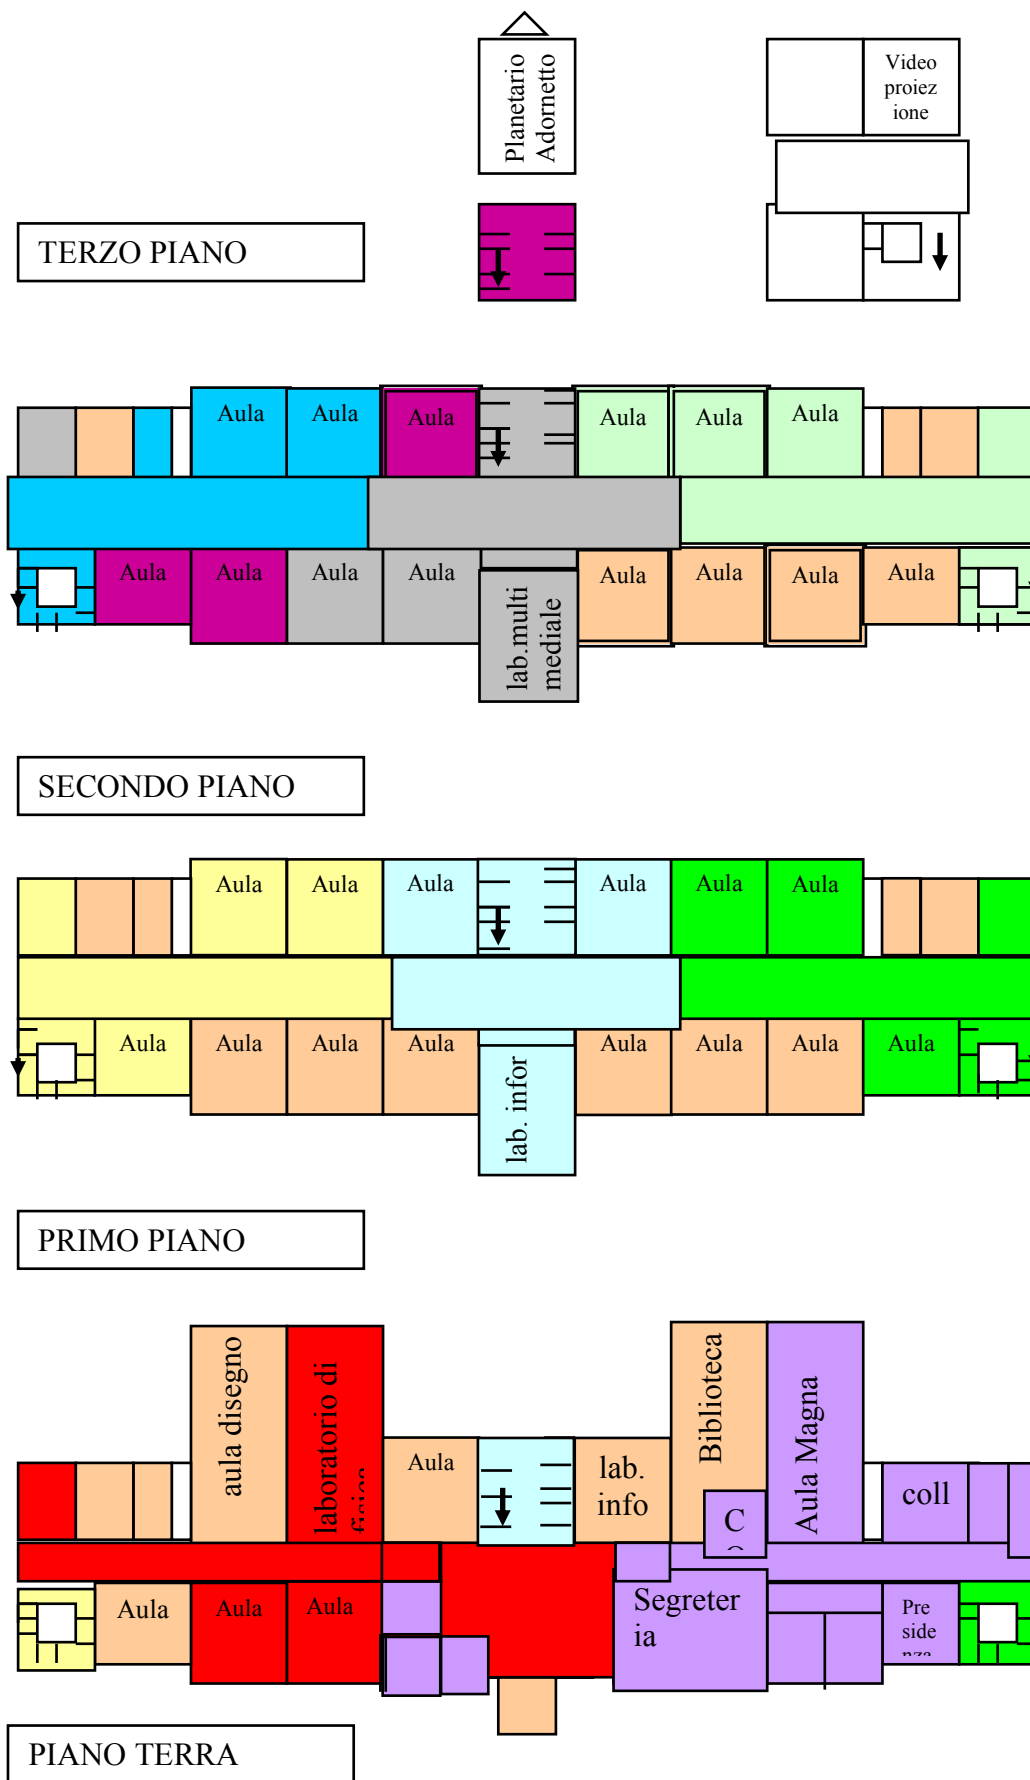 Planetario
Adornetto
Video
proiez
ione
TERZO PIANO
Aula
Aula
Aula
Aula
Aula
Aula
Aula
Aula
Aula
Aula
lab.multi
mediale
Aula
Aula
Aula
Aula
SECONDO PIANO
Aula
Aula
Aula
Aula
Aula
Aula
Aula
Aula
Aula
Aula
lab. infor
Aula
Aula
Aula
Aula
PRIMO PIANO
aula disegno
laboratorio di
fisica
Aula
lab.
info
Biblioteca
C
Aula Magna
coll
Aula
Aula
Aula
Segreter
ia
Pre
side
nza
PIANO TERRA